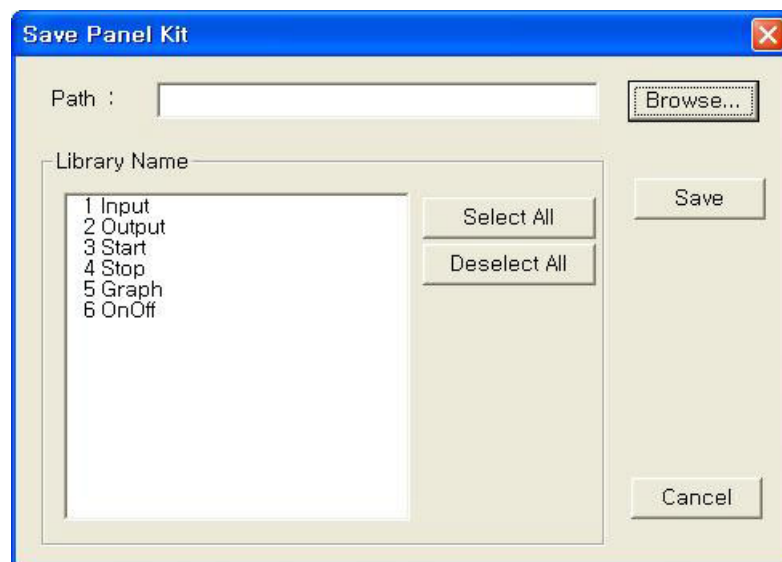 Save Panel Kit
Path :
Browse...
Library Name
1 Input
2 Output
3 Start
4 Stop
5 Graph
6 OnOff
Select All
Deselect All
Save
Cancel